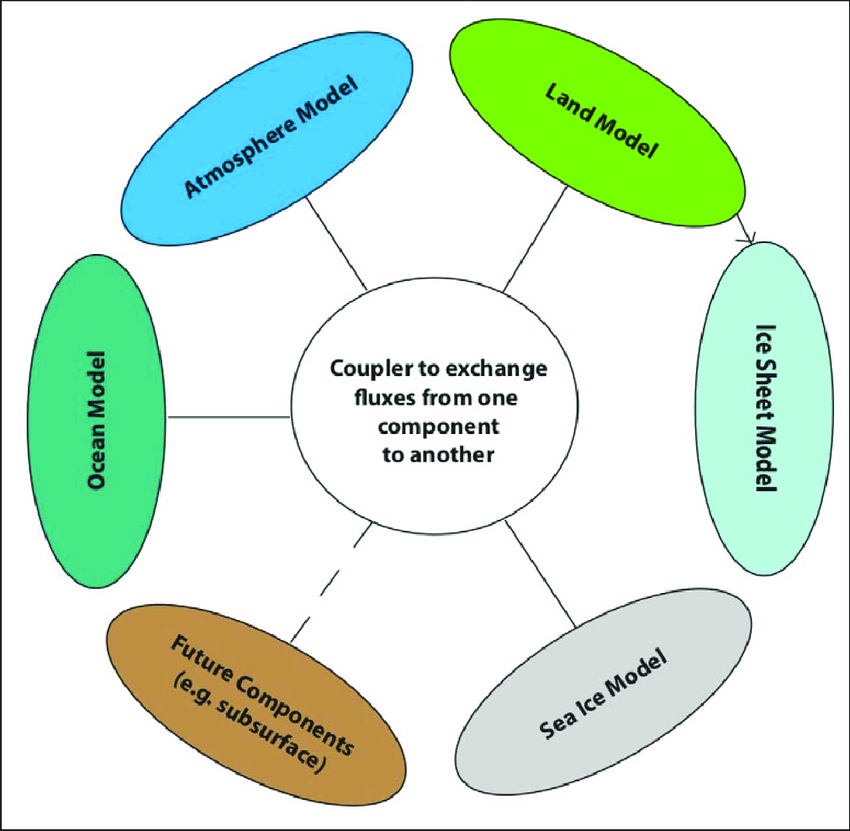 Atmosphere Model
Land Model
Ocean Model
Coupler to exchange
fluxes from one
component
to another
Ice Sheet Model
Future Components
(e.g. subsurface)
Sea Ice Model